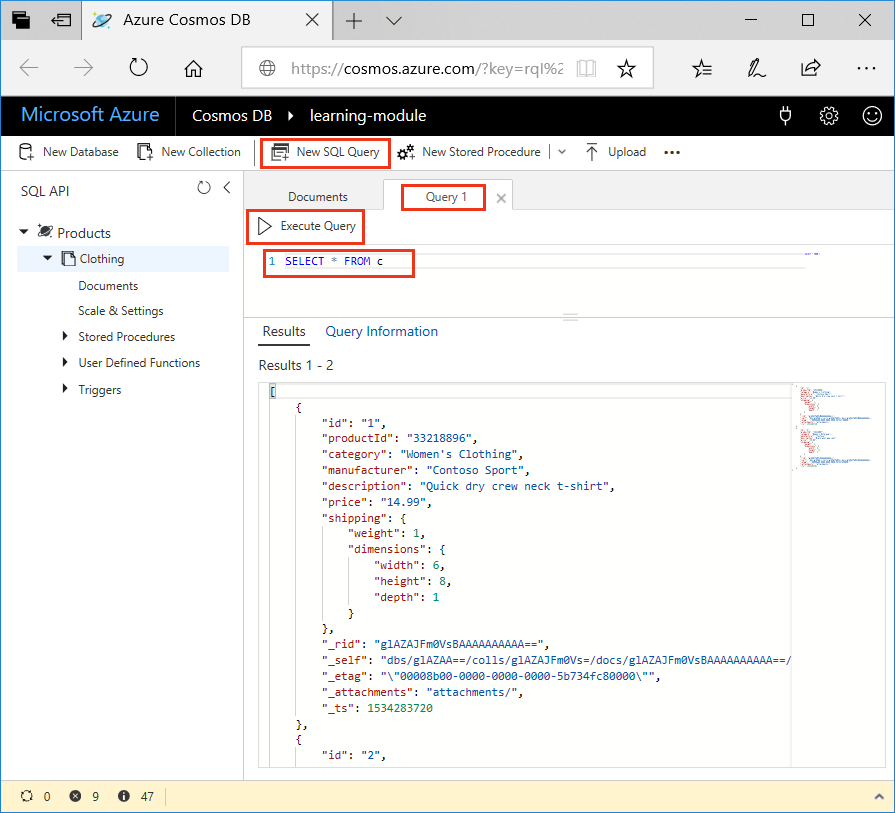 Azure Cosmos DB
https://cosmos.azure.com/?key=rql%2
Microsoft Azure Cosmos DB learning-module
New Database New Collection New SQL Query New Stored Procedure Upload
SQL API
Documents Query 1
Execute Query
Products
Clothing
Documents
Scale & Settings
Stored Procedures
User Defined Functions
Triggers
1 SELECT * FROM c
Results Query Information
Results 1 - 2
[
{
"id": "1",
"productId": "33218896",
"category": "Women's Clothing",
"manufacturer": "Contoso Sport",
"description": "Quick dry crew neck t-shirt",
"price": "14.99",
"shipping": {
"weight": 1,
"dimensions": {
"width": 6,
"height": 8,
"depth": 1
}
},
"_rid": "glAZAJFm0VsBAAAAAAAAAA==",
"_self": "dbs/glAZAA==/colls/glAZAJFm0Vs=/docs/glAZAJFm0VsBAAAAAAAAAA==/
"_etag": "\"00008b00-0000-0000-0000-5b734fc80000\"",
"_attachments": "attachments/",
"_ts": 1534283720
},
{
"id": "2",
0 9 47